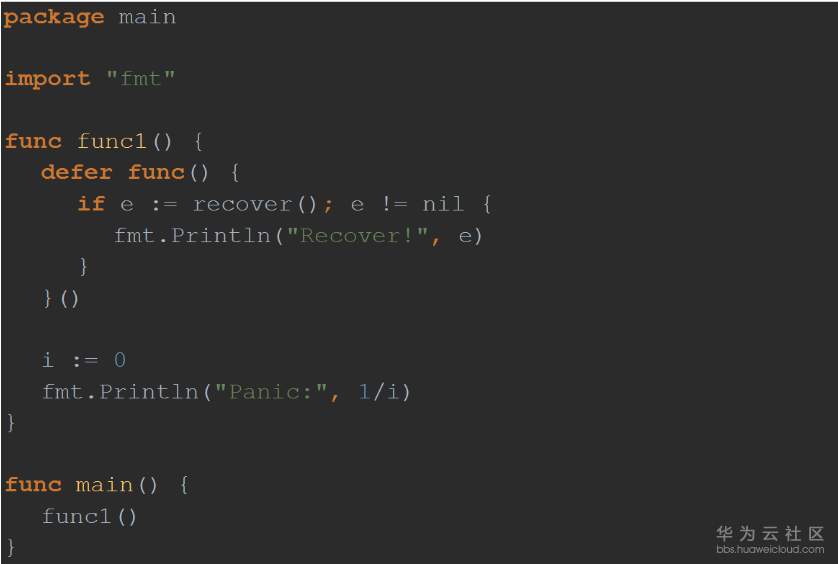 package main
import "fmt"
func func1() {
defer func() {
if e := recover(); e != nil {
fmt.Println("Recover!", e)
}
}()
i := 0
fmt.Println("Panic:", 1/i)
}
func main() {
func1()
}
华为云社区
bbs.huaweicloud.com